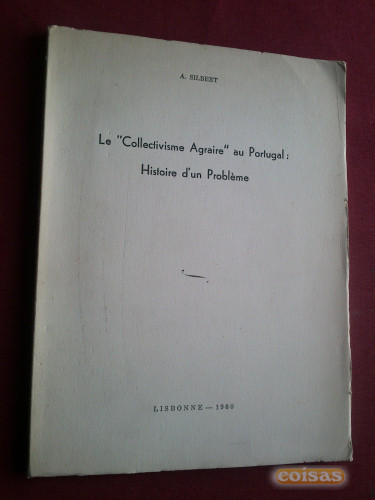 A. SILBERT
Le "Collectivisme Agraire" au Portugal:
Histoire d'un Problème
LISBONNE — 1960
coisas